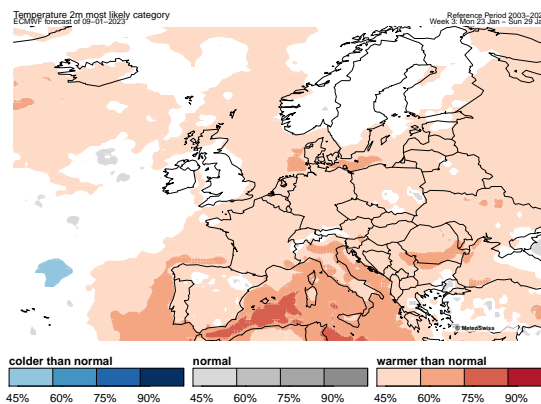 Temperature 2m most likely category
ECMWF forecast of 09-01-2023
Reference Period 2003-202
Week 3: Mon 23 Jan - Sun 29 Ja
© MeteoSwiss
colder than normal
45% 60% 75% 90%
normal
45% 60% 75% 90%
warmer than normal
45% 60% 75% 90%